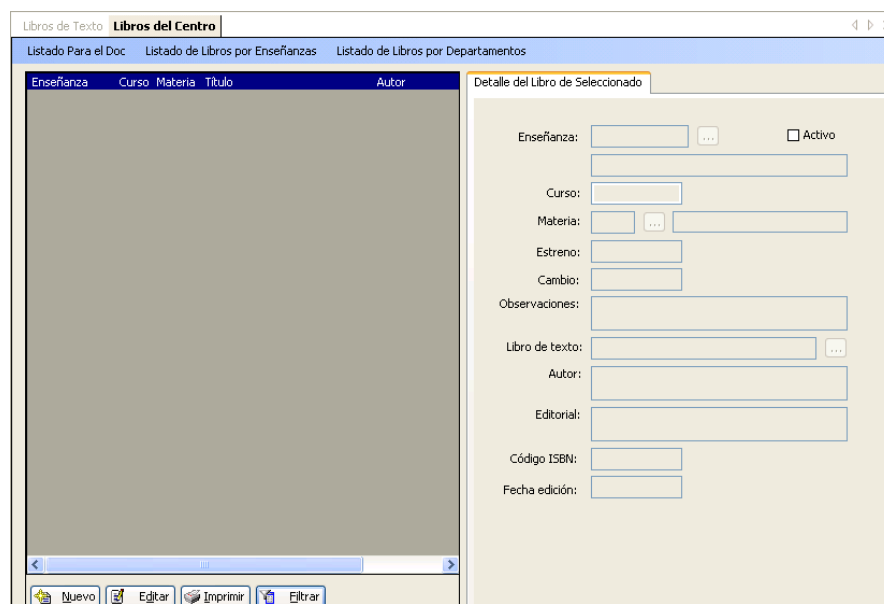 Libros de Texto Libros del Centro
Listado Para el Doc Listado de Libros por Enseñanzas Listado de Libros por Departamentos
Enseñanza Curso Materia Título Autor
Detalle del Libro de Seleccionado
Enseñanza: ... Activo
Curso:
Materia: ...
Estreno:
Cambio:
Observaciones:
Libro de texto: ...
Autor:
Editorial:
Código ISBN:
Fecha edición:
Nuevo Editar Imprimir Filtrar